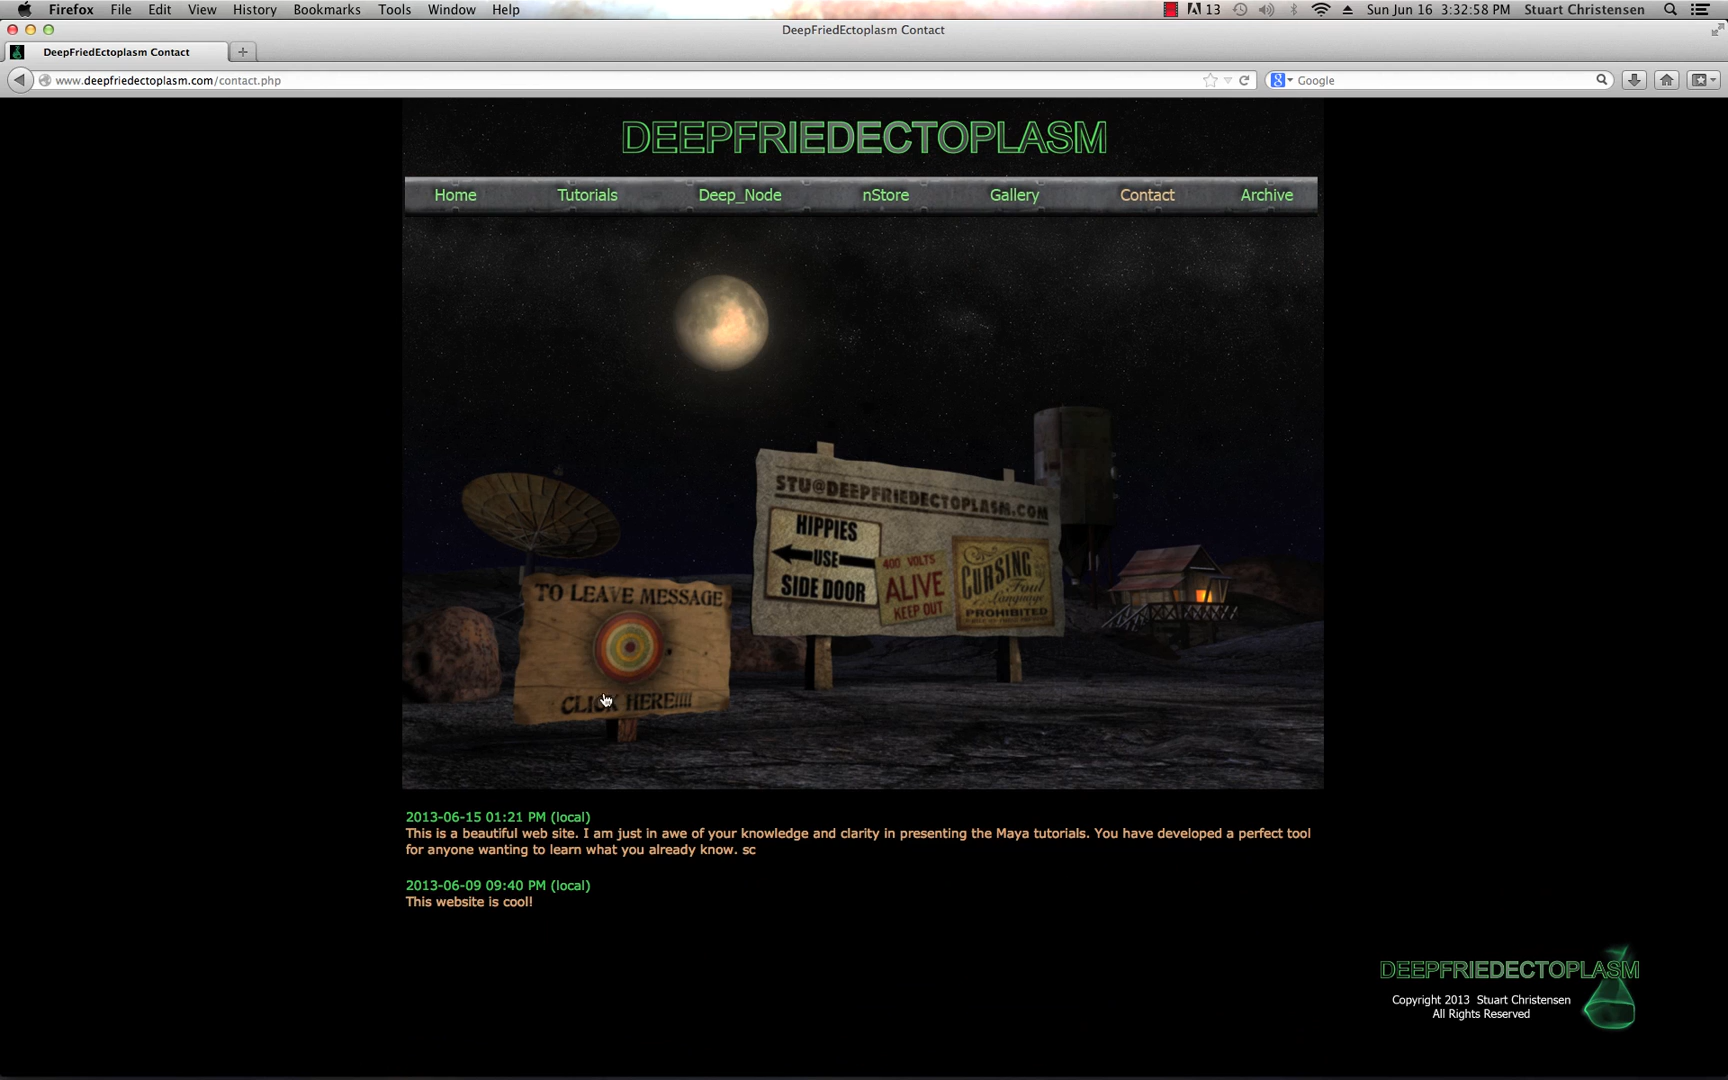 Firefox File Edit View History Bookmarks Tools Window Help 13 Sun Jun 16 3:32:58 PM Stuart Christensen
DeepFriedEctoplasm Contact
DeepFriedEctoplasm Contact
www.deepfriedectoplasm.com/contact.php Google
DEEPFRIEDECTOPLASM
Home Tutorials Deep_Node nStore Gallery Contact Archive
STU@DEEPFRIEDECTOPLASM.COM
HIPPIES
USE
SIDE DOOR
400 VOLTS
ALIVE
KEEP OUT
CURSING
Foul
Language
PROHIBITED
TO LEAVE MESSAGE
CLICK HERE!!!!
2013-06-15 01:21 PM (local)
This is a beautiful web site. I am just in awe of your knowledge and clarity in presenting the Maya tutorials. You have developed a perfect tool
for anyone wanting to learn what you already know. sc
2013-06-09 09:40 PM (local)
This website is cool!
DEEPFRIEDECTOPLASM
Copyright 2013 Stuart Christensen
All Rights Reserved